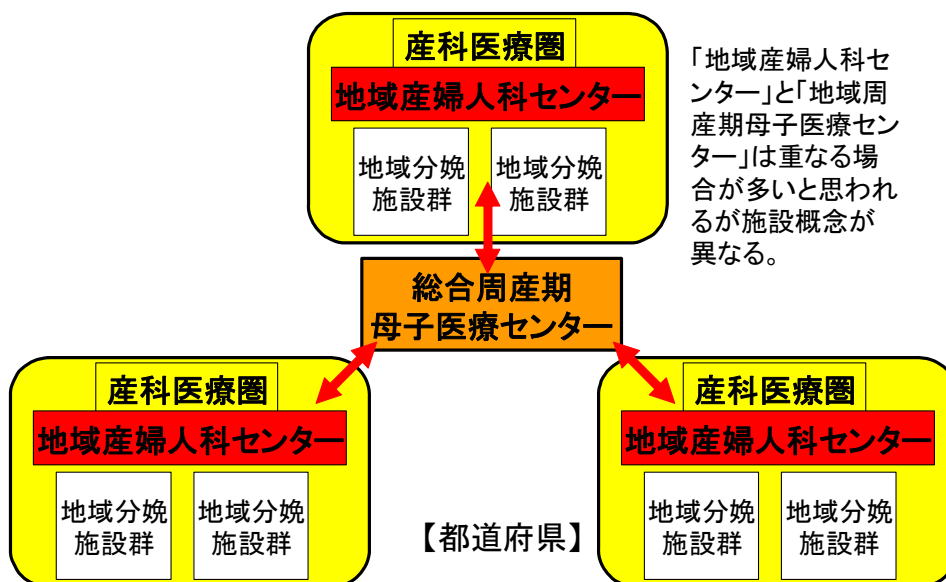 産科医療圏
地域産婦人科センター
地域分娩
施設群
地域分娩
施設群
「地域産婦人科セ
ンター」と「地域周
産期母子医療セン
ター」は重なる場
合が多いと思われ
るが施設概念が
異なる。
総合周産期
母子医療センター
産科医療圏
地域産婦人科センター
地域分娩
施設群
地域分娩
施設群
【都道府県】
産科医療圏
地域産婦人科センター
地域分娩
施設群
地域分娩
施設群